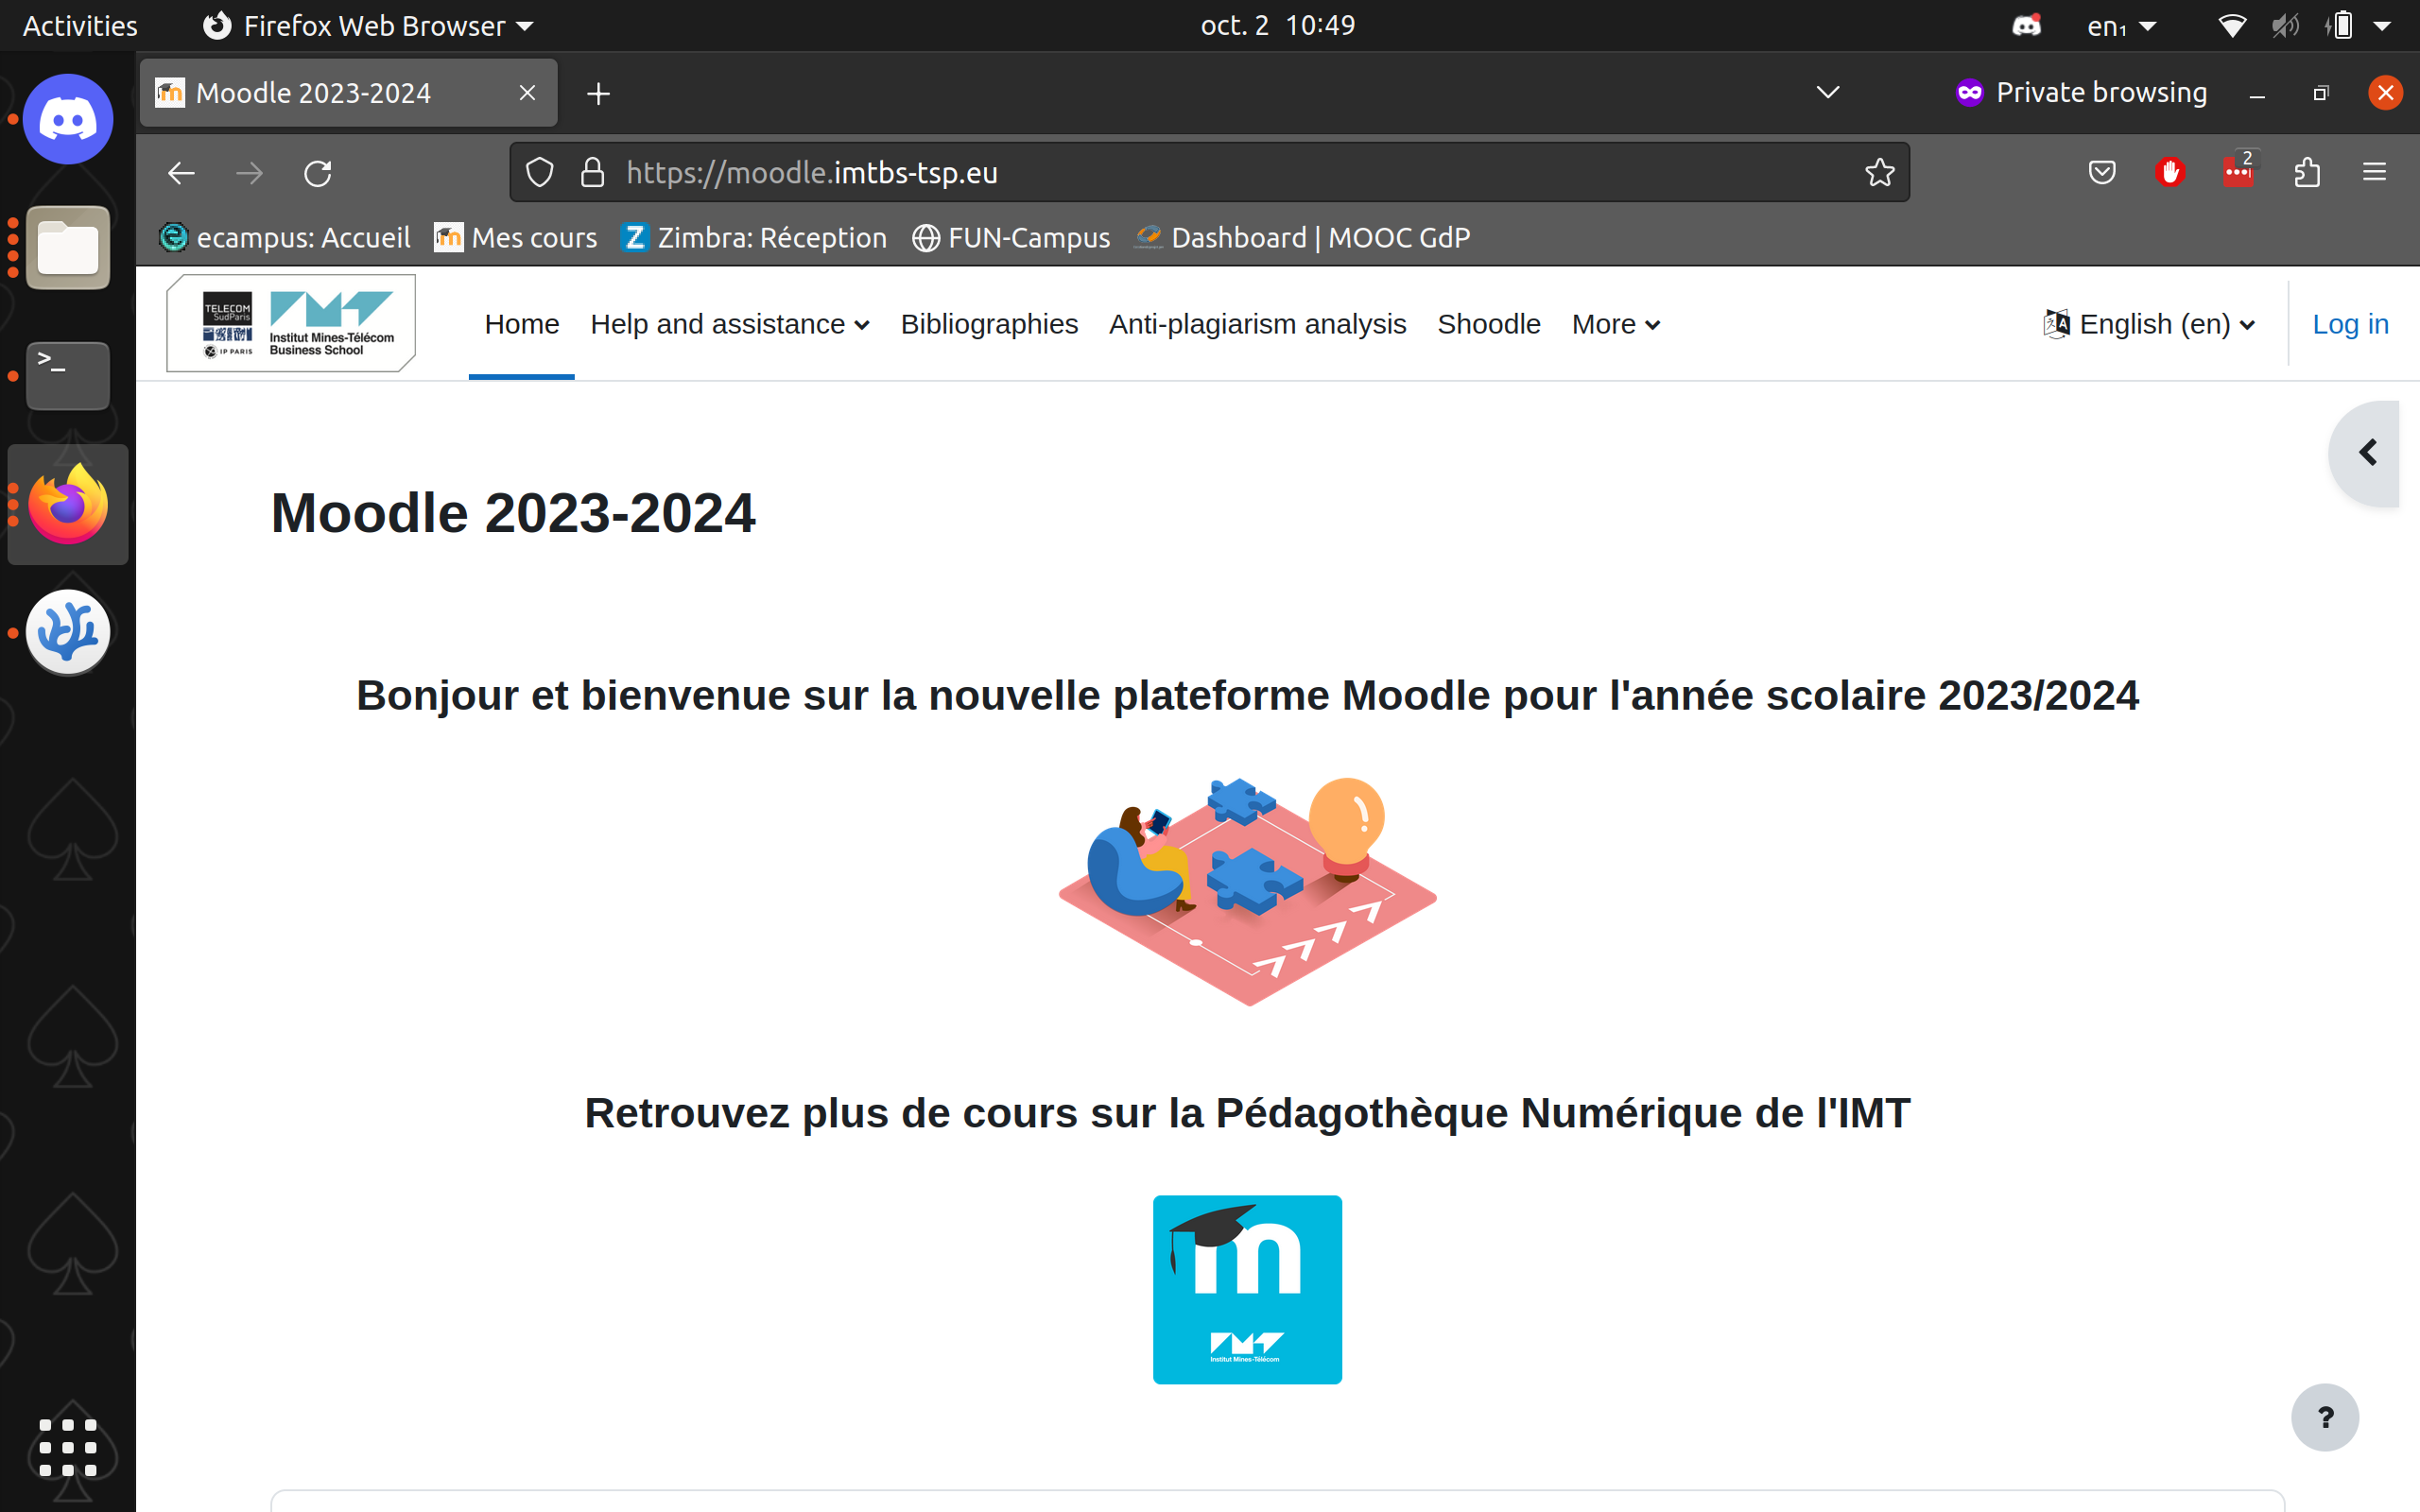 Activities Firefox Web Browser oct. 2 10:49 en₁
Moodle 2023-2024 Private browsing
https://moodle.imtbs-tsp.eu 2
ecampus: Accueil Mes cours Zimbra: Réception FUN-Campus Dashboard | MOOC GdP
TELECOM
SudParis
IP PARIS
Institut Mines-Télécom
Business School
Home Help and assistance Bibliographies Anti-plagiarism analysis Shoodle More English (en) Log in
Moodle 2023-2024
Bonjour et bienvenue sur la nouvelle plateforme Moodle pour l'année scolaire 2023/2024
Retrouvez plus de cours sur la Pédagothèque Numérique de l'IMT
m
Institut Mines-Télécom
?